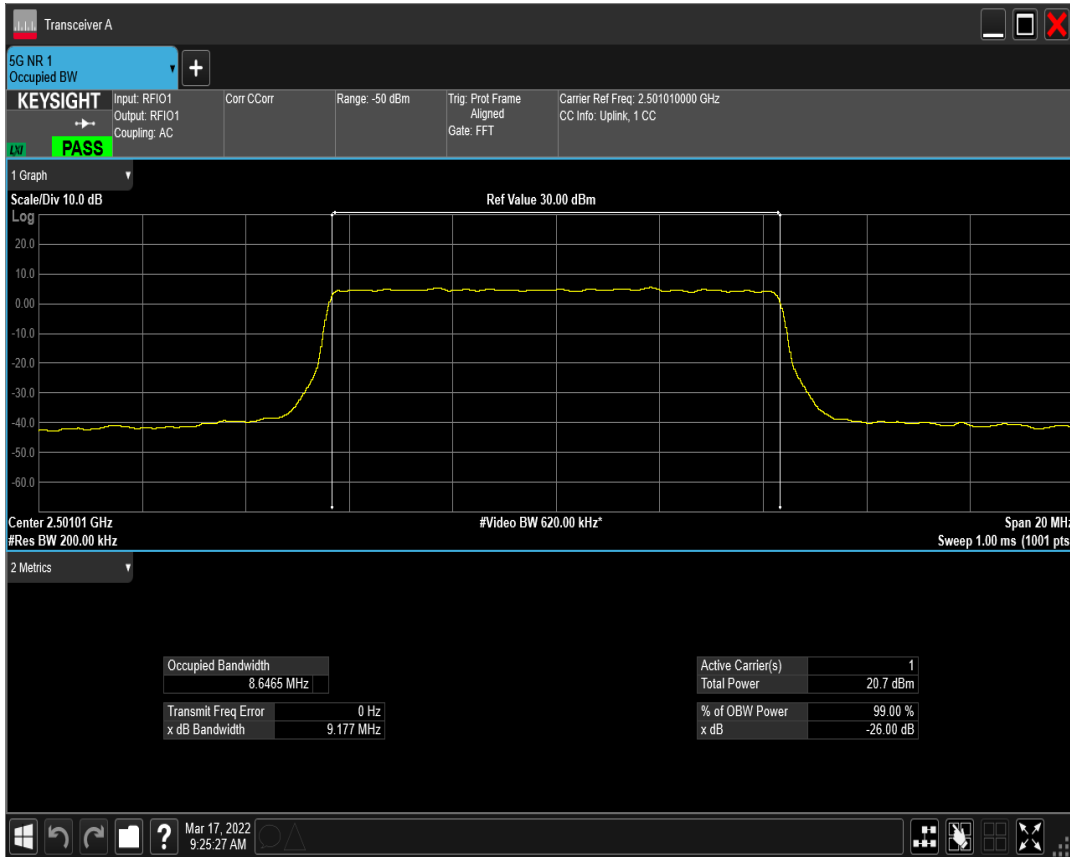 Transceiver A
5G NR 1
Occupied BW
KEYSIGHT
LXI
PASS
Input: RFIO1
Output: RFIO1
Coupling: AC
Corr CCorr
Range: -50 dBm
Trig: Prot Frame
Aligned
Gate: FFT
Carrier Ref Freq: 2.501010000 GHz
CC Info: Uplink, 1 CC
1 Graph
Scale/Div 10.0 dB
Ref Value 30.00 dBm
Log
20.0
10.0
0.00
-10.0
-20.0
-30.0
-40.0
-50.0
-60.0
Center 2.50101 GHz
#Video BW 620.00 kHz*
Span 20 MHz
#Res BW 200.00 kHz
Sweep 1.00 ms (1001 pts
2 Metrics
Occupied Bandwidth
8.6465 MHz
Transmit Freq Error 0 Hz
x dB Bandwidth 9.177 MHz
Active Carrier(s) 1
Total Power 20.7 dBm
% of OBW Power 99.00 %
x dB -26.00 dB
?
Mar 17, 2022
9:25:27 AM